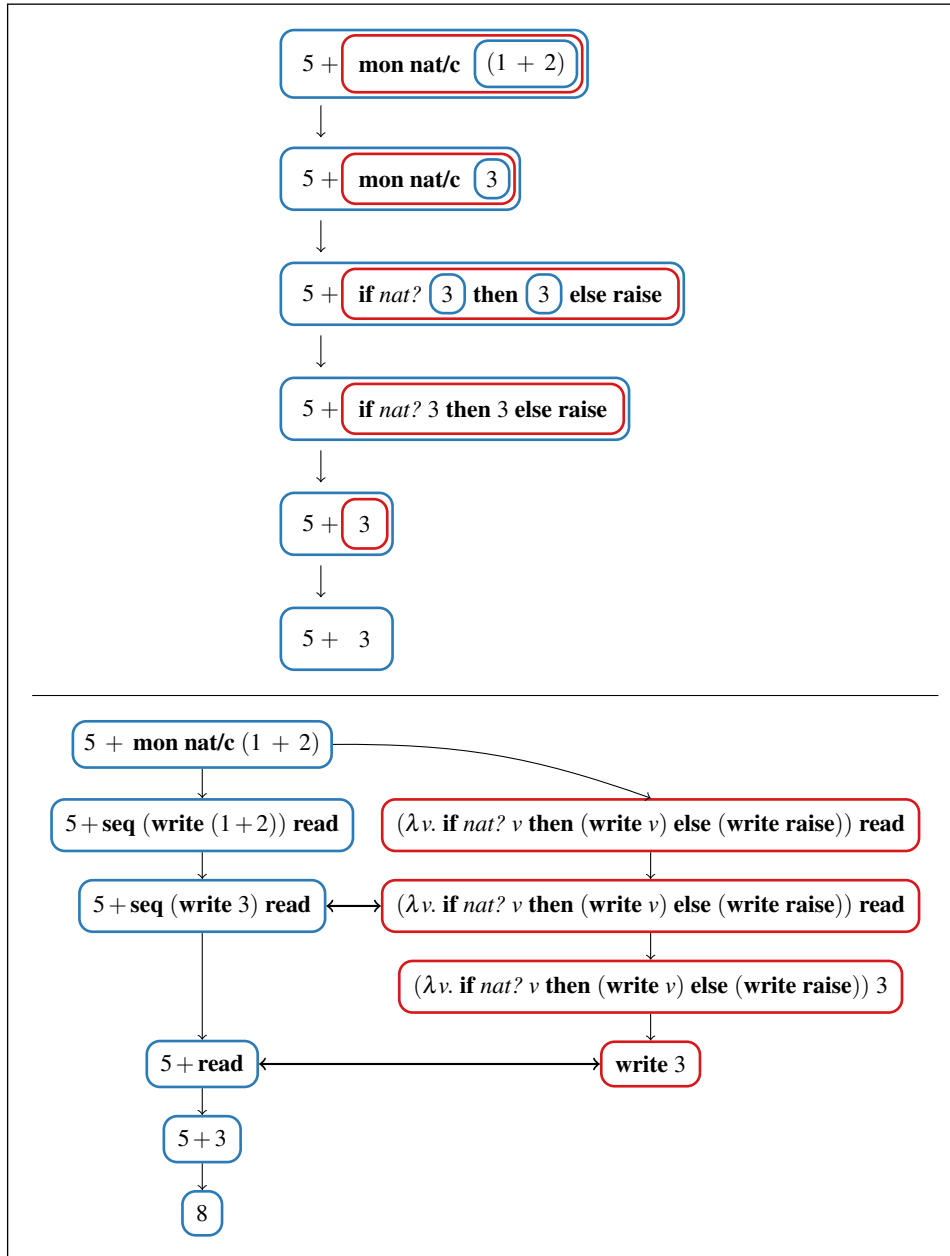 5 + mon nat/c (1 + 2)
5 + mon nat/c 3
5 + if nat? 3 then 3 else raise
5 + if nat? 3 then 3 else raise
5 + 3
5 + 3
5 + mon nat/c (1 + 2)
5 + seq (write (1 + 2)) read (λv. if nat? v then (write v) else (write raise)) read
5 + seq (write 3) read (λv. if nat? v then (write v) else (write raise)) read
(λv. if nat? v then (write v) else (write raise)) 3
5 + read write 3
5 + 3
8